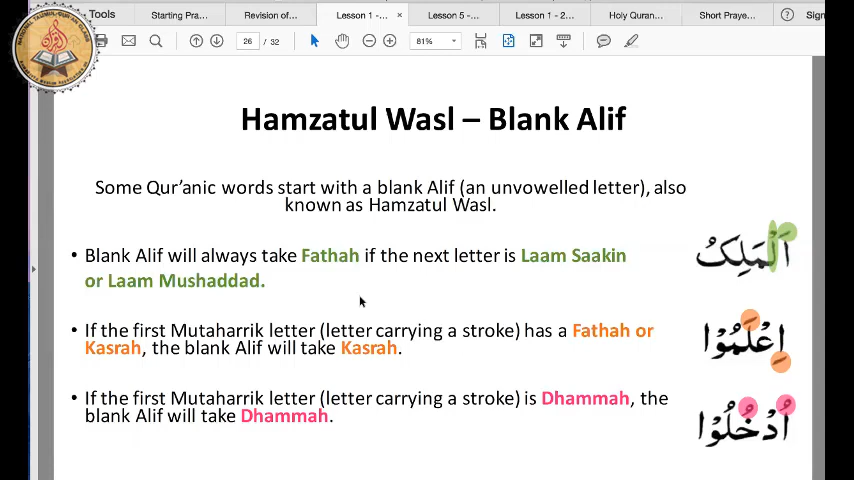 Tools
Starting Pra...
Revision of...
Lesson 1 -...
×
Lesson 5 -...
Lesson 1 - 2...
Holy Quran...
Short Praye...
?
Sign
26 / 32
81%
Hamzatul Wasl – Blank Alif
Some Qur’anic words start with a blank Alif (an unvowelled letter), also
known as Hamzatul Wasl.
• Blank Alif will always take Fathah if the next letter is Laam Saakin
or Laam Mushaddad.
اَلْمَلِكُ
• If the first Mutaharrik letter (letter carrying a stroke) has a Fathah or
Kasrah, the blank Alif will take Kasrah.
اِعْلَمُوْا
• If the first Mutaharrik letter (letter carrying a stroke) is Dhammah, the
blank Alif will take Dhammah.
اُدْخُلُوْا